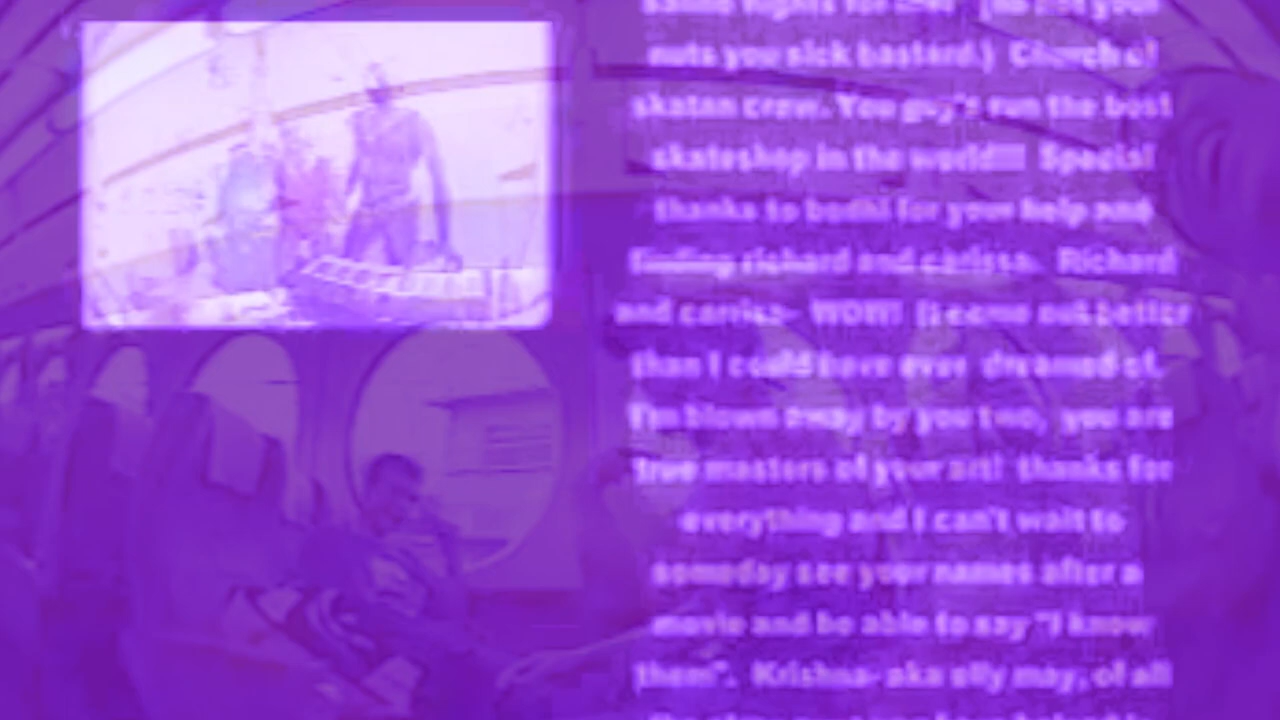 nuts you sick bastard.) Church of
skatan crew. You guy's run the best
skateshop in the world!!! Special
thanks to bodhi for your help and
finding richard and carissa. Richard
and carrisa- WOW! It came out better
than I could have ever dreamed of.
I'm blown away by you two, you are
true masters of your art! thanks for
everything and I can't wait to
someday see your names after a
movie and be able to say "I know
them". Krishna- aka elly may, of all